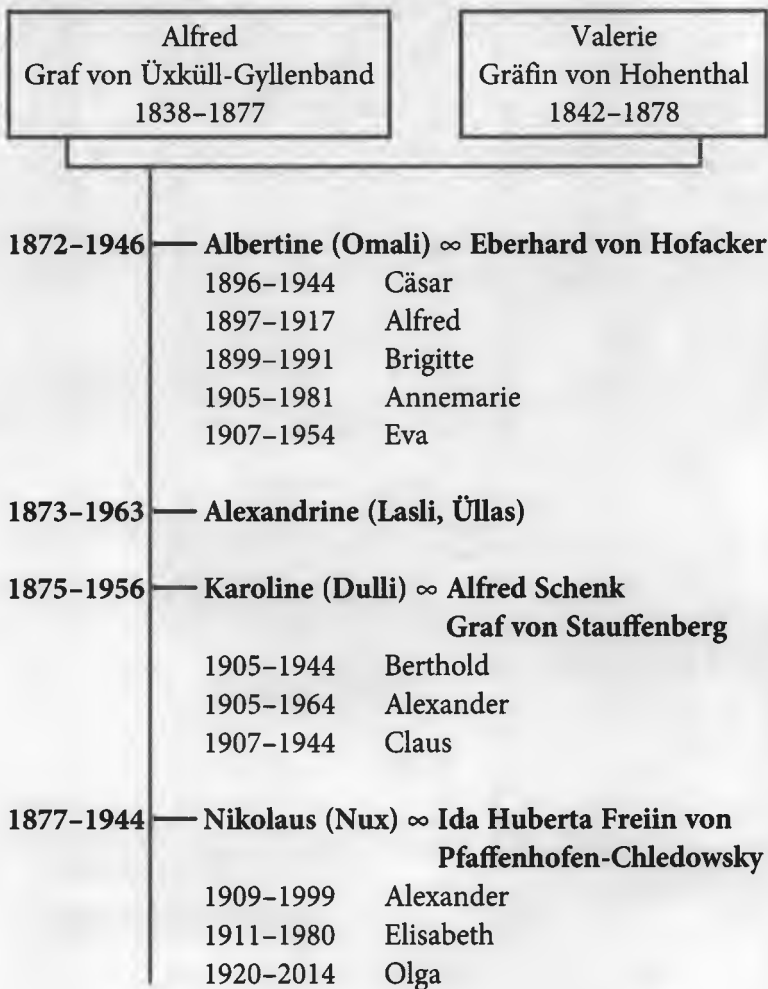 Alfred
Graf von Üxküll-Gyllenband
1838–1877
Valerie
Gräfin von Hohenthal
1842–1878
1872–1946 Albertine (Omali) ∞ Eberhard von Hofacker
1896–1944 Cäsar
1897–1917 Alfred
1899–1991 Brigitte
1905–1981 Annemarie
1907–1954 Eva
1873–1963 Alexandrine (Lasli, Üllas)
1875–1956 Karoline (Dulli) ∞ Alfred Schenk
Graf von Stauffenberg
1905–1944 Berthold
1905–1964 Alexander
1907–1944 Claus
1877–1944 Nikolaus (Nux) ∞ Ida Huberta Freiin von
Pfaffenhofen-Chledowsky
1909–1999 Alexander
1911–1980 Elisabeth
1920–2014 Olga